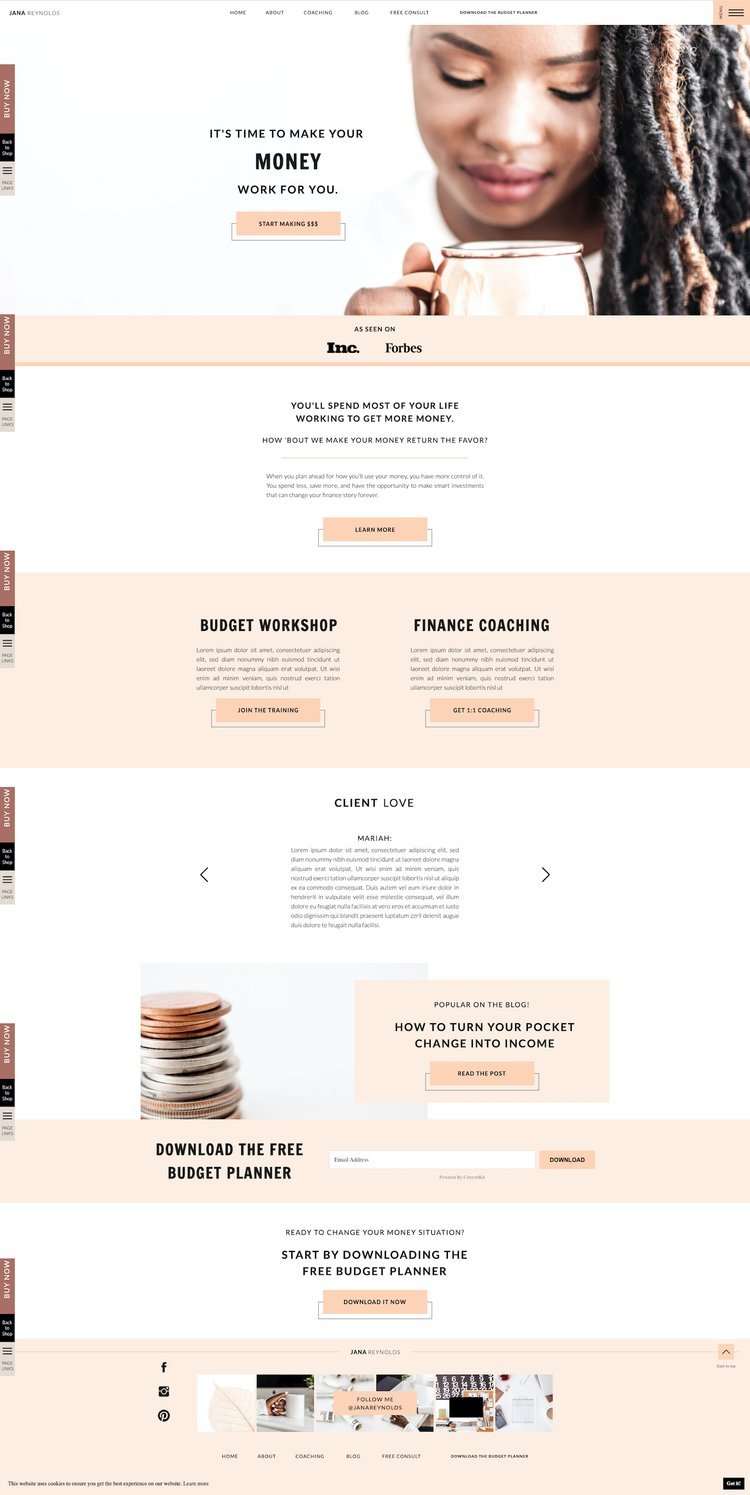 JANA REYNOLDS
HOME ABOUT COACHING BLOG FREE CONSULT DOWNLOAD THE BUDGET PLANNER
MENU
BUY NOW
Back
to
Shop
PAGE
LINKS
IT'S TIME TO MAKE YOUR
MONEY
WORK FOR YOU.
START MAKING $$$
BUY NOW
Back
to
Shop
PAGE
LINKS
AS SEEN ON
Inc. Forbes
YOU'LL SPEND MOST OF YOUR LIFE
WORKING TO GET MORE MONEY.
HOW 'BOUT WE MAKE YOUR MONEY RETURN THE FAVOR?
When you plan ahead for how you'll use your money, you have more control of it.
You spend less, save more, and have the opportunity to make smart investments
that can change your finance story forever.
LEARN MORE
BUY NOW
Back
to
Shop
PAGE
LINKS
BUDGET WORKSHOP
Lorem ipsum dolor sit amet, consectetuer adipiscing
elit, sed diam nonummy nibh euismod tincidunt ut
laoreet dolore magna aliquam erat volutpat. Ut wisi
enim ad minim veniam, quis nostrud exerci tation
ullamcorper suscipit lobortis nisl ut
JOIN THE TRAINING
FINANCE COACHING
Lorem ipsum dolor sit amet, consectetuer adipiscing
elit, sed diam nonummy nibh euismod tincidunt ut
laoreet dolore magna aliquam erat volutpat. Ut wisi
enim ad minim veniam, quis nostrud exerci tation
ullamcorper suscipit lobortis nisl ut
GET 1:1 COACHING
BUY NOW
Back
to
Shop
PAGE
LINKS
CLIENT LOVE
MARIAH:
Lorem ipsum dolor sit amet, consectetuer adipiscing elit, sed
diam nonummy nibh euismod tincidunt ut laoreet dolore magna
aliquam erat volutpat. Ut wisi enim ad minim veniam, quis
nostrud exerci tation ullamcorper suscipit lobortis nisl ut aliquip
ex ea commodo consequat. Duis autem vel eum iriure dolor in
hendrerit in vulputate velit esse molestie consequat, vel illum
dolore eu feugiat nulla facilisis at vero eros et accumsan et iusto
odio dignissim qui blandit praesent luptatum zzril delenit augue
duis dolore te feugait nulla facilisi.
BUY NOW
Back
to
Shop
PAGE
LINKS
POPULAR ON THE BLOG!
HOW TO TURN YOUR POCKET
CHANGE INTO INCOME
READ THE POST
DOWNLOAD THE FREE
BUDGET PLANNER
Email Address
DOWNLOAD
Powered By ConvertKit
READY TO CHANGE YOUR MONEY SITUATION?
START BY DOWNLOADING THE
FREE BUDGET PLANNER
DOWNLOAD IT NOW
BUY NOW
Back
to
Shop
PAGE
LINKS
JANA REYNOLDS
Back to top
FOLLOW ME
@JANAREYNOLDS
HOME ABOUT COACHING BLOG FREE CONSULT DOWNLOAD THE BUDGET PLANNER
This website uses cookies to ensure you get the best experience on our website. Learn more
Got it!